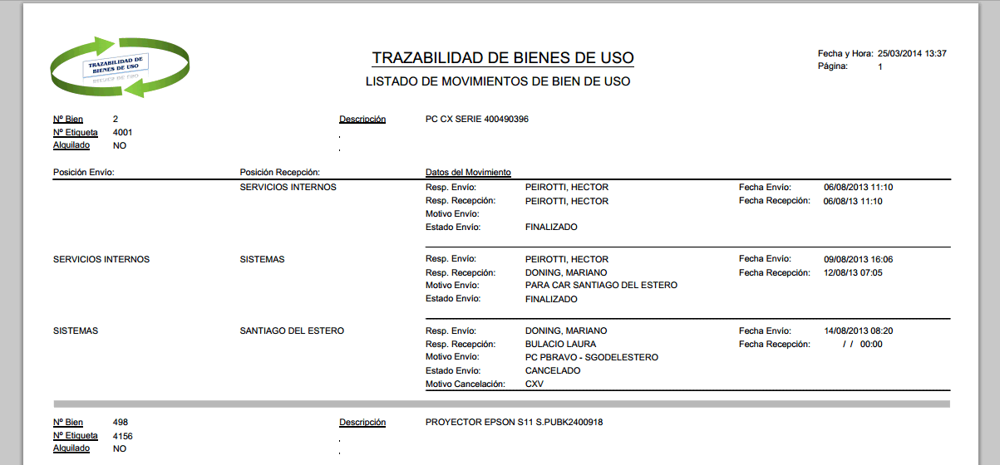 TRAZABILIDAD DE
BIENES DE USO
TRAZABILIDAD DE BIENES DE USO
LISTADO DE MOVIMIENTOS DE BIEN DE USO
Fecha y Hora: 25/03/2014 13:37
Página: 1
Nº Bien 2 Descripción PC CX SERIE 400490396
Nº Etiqueta 4001 .
Alquilado NO .
Posición Envío: Posición Recepción: Datos del Movimiento
SERVICIOS INTERNOS Resp. Envío: PEIROTTI, HECTOR Fecha Envío: 06/08/2013 11:10
Resp. Recepción: PEIROTTI, HECTOR Fecha Recepción: 06/08/13 11:10
Motivo Envío:
Estado Envío: FINALIZADO
SERVICIOS INTERNOS SISTEMAS Resp. Envío: PEIROTTI, HECTOR Fecha Envío: 09/08/2013 16:06
Resp. Recepción: DONING, MARIANO Fecha Recepción: 12/08/13 07:05
Motivo Envío: PARA CAR SANTIAGO DEL ESTERO
Estado Envío: FINALIZADO
SISTEMAS SANTIAGO DEL ESTERO Resp. Envío: DONING, MARIANO Fecha Envío: 14/08/2013 08:20
Resp. Recepción: BULACIO LAURA Fecha Recepción: / / 00:00
Motivo Envío: PC PBRAVO - SGODELESTERO
Estado Envío: CANCELADO
Motivo Cancelación: CXV
Nº Bien 498 Descripción PROYECTOR EPSON S11 S.PUBK2400918
Nº Etiqueta 4156 .
Alquilado NO .